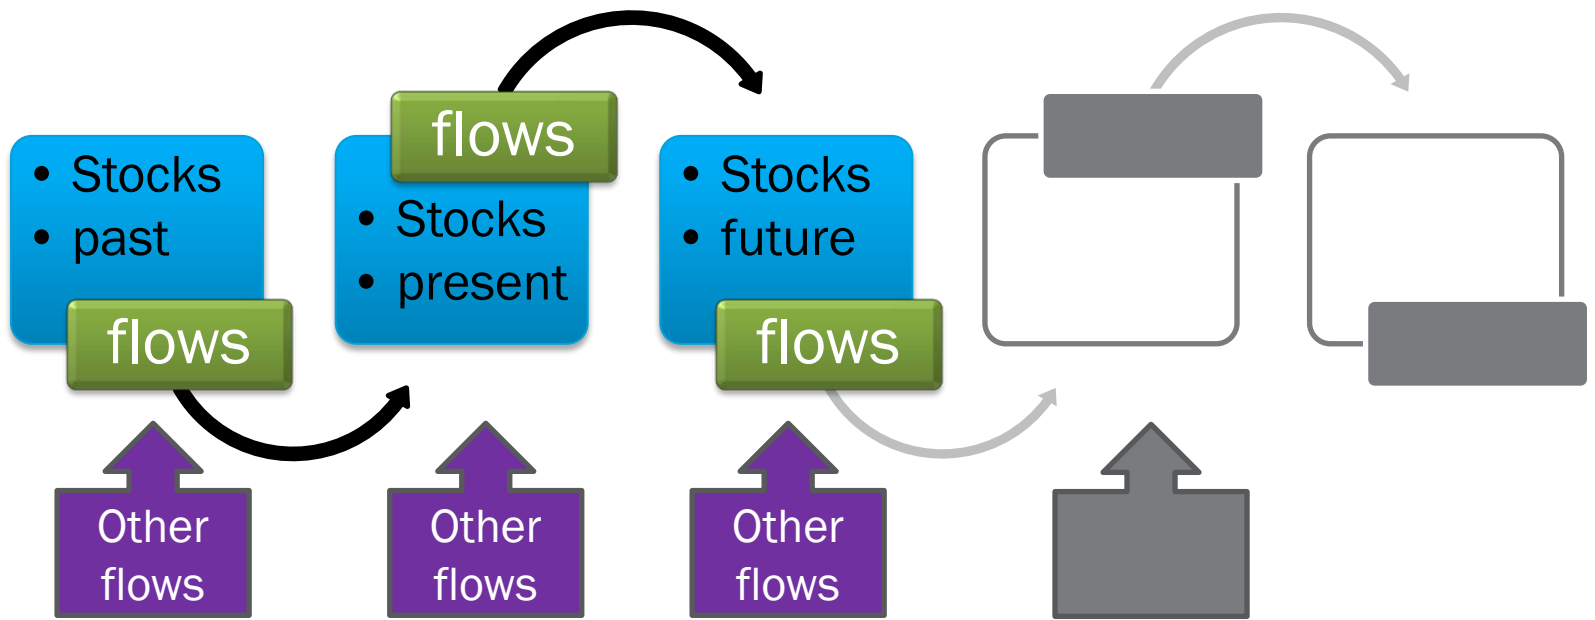 • Stocks
• past
flows
flows
• Stocks
• present
• Stocks
• future
flows
Other
flows
Other
flows
Other
flows